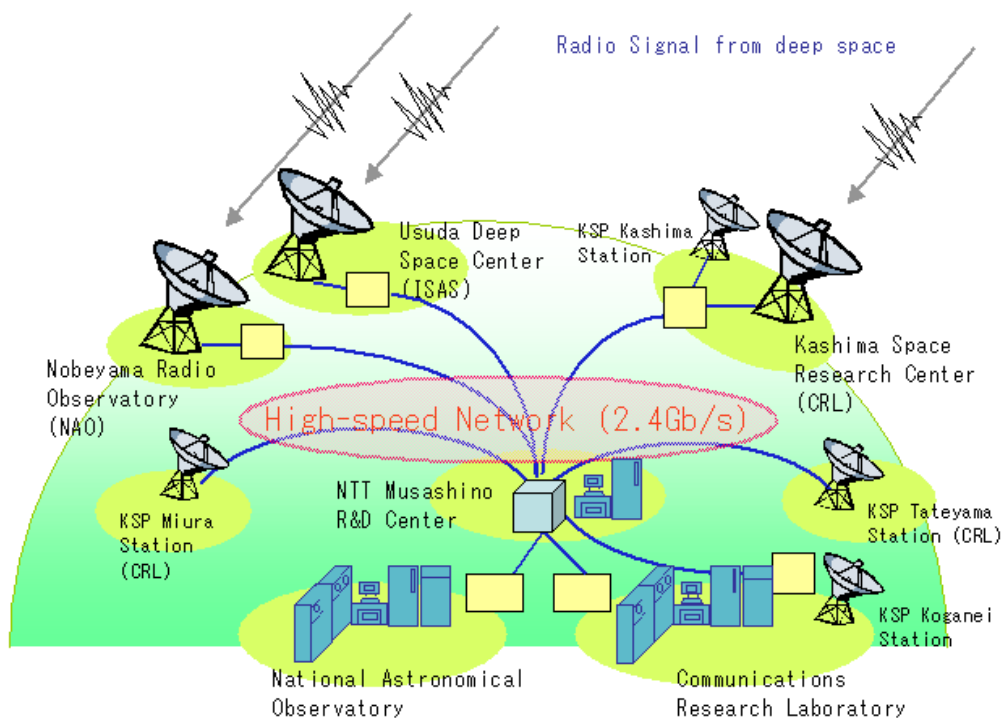 Radio Signal from deep space
Usuda Deep
Space Center
(ISAS)
KSP Kashima
Station
Nobeyama Radio
Observatory
(NAO)
Kashima Space
Research Center
(CRL)
High-speed Network (2.4Gb/s)
KSP Miura
Station
(CRL)
NTT Musashino
R&D Center
KSP Tateyama
Station (CRL)
KSP Koganei
Station
National Astronomical
Observatory
Communications
Research Laboratory